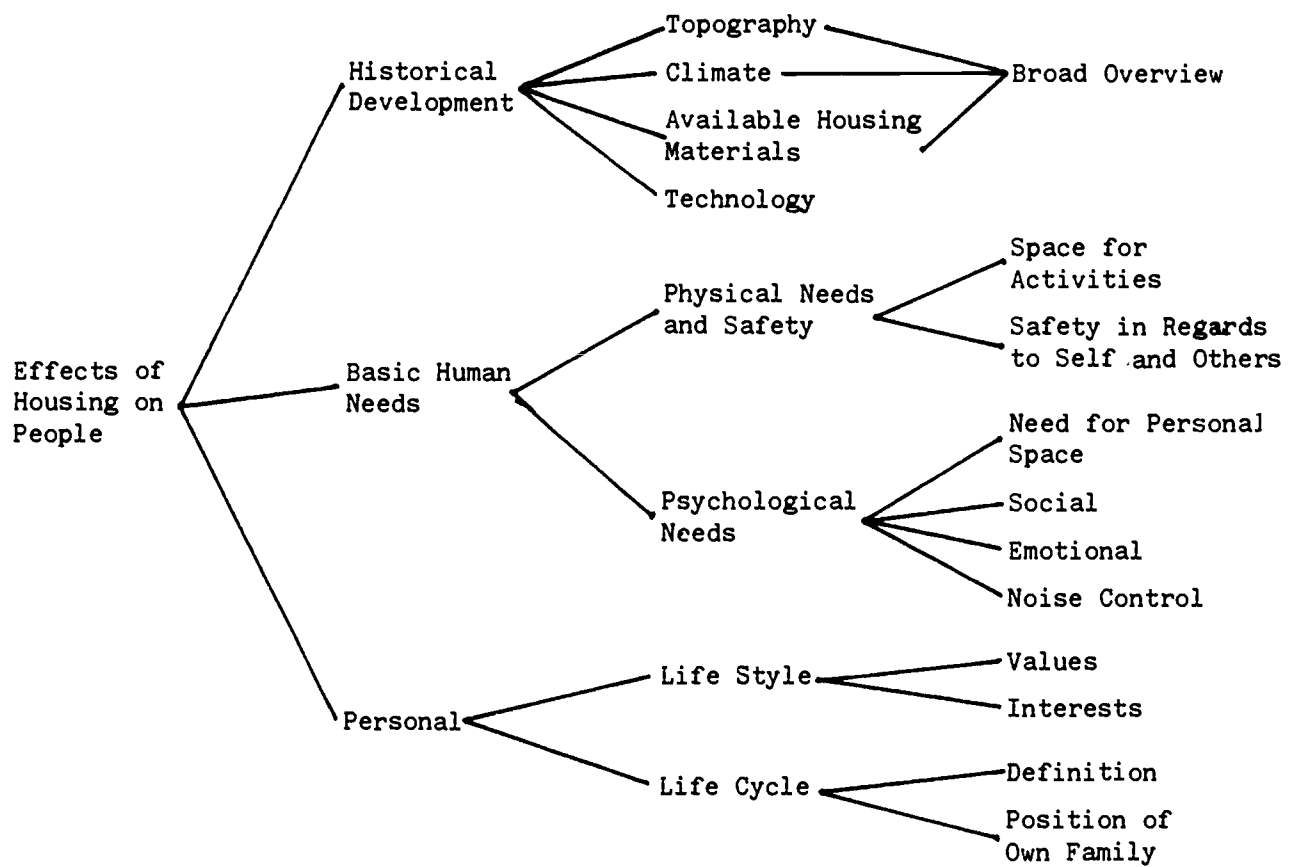 Effects of
Housing on
People
Historical
Development
Topography
Climate
Available Housing
Materials
Technology
Broad Overview
Basic Human
Needs
Physical Needs
and Safety
Space for
Activities
Safety in Regards
to Self and Others
Psychological
Needs
Need for Personal
Space
Social
Emotional
Noise Control
Personal
Life Style
Values
Interests
Life Cycle
Definition
Position of
Own Family